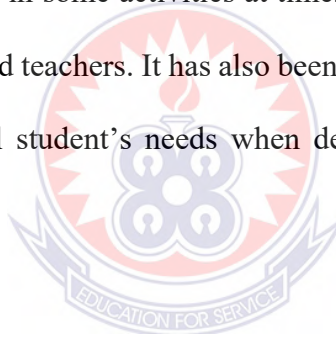 in some activities at times
d teachers. It has also been
student's needs when de
EDUCATION FOR SERVICE